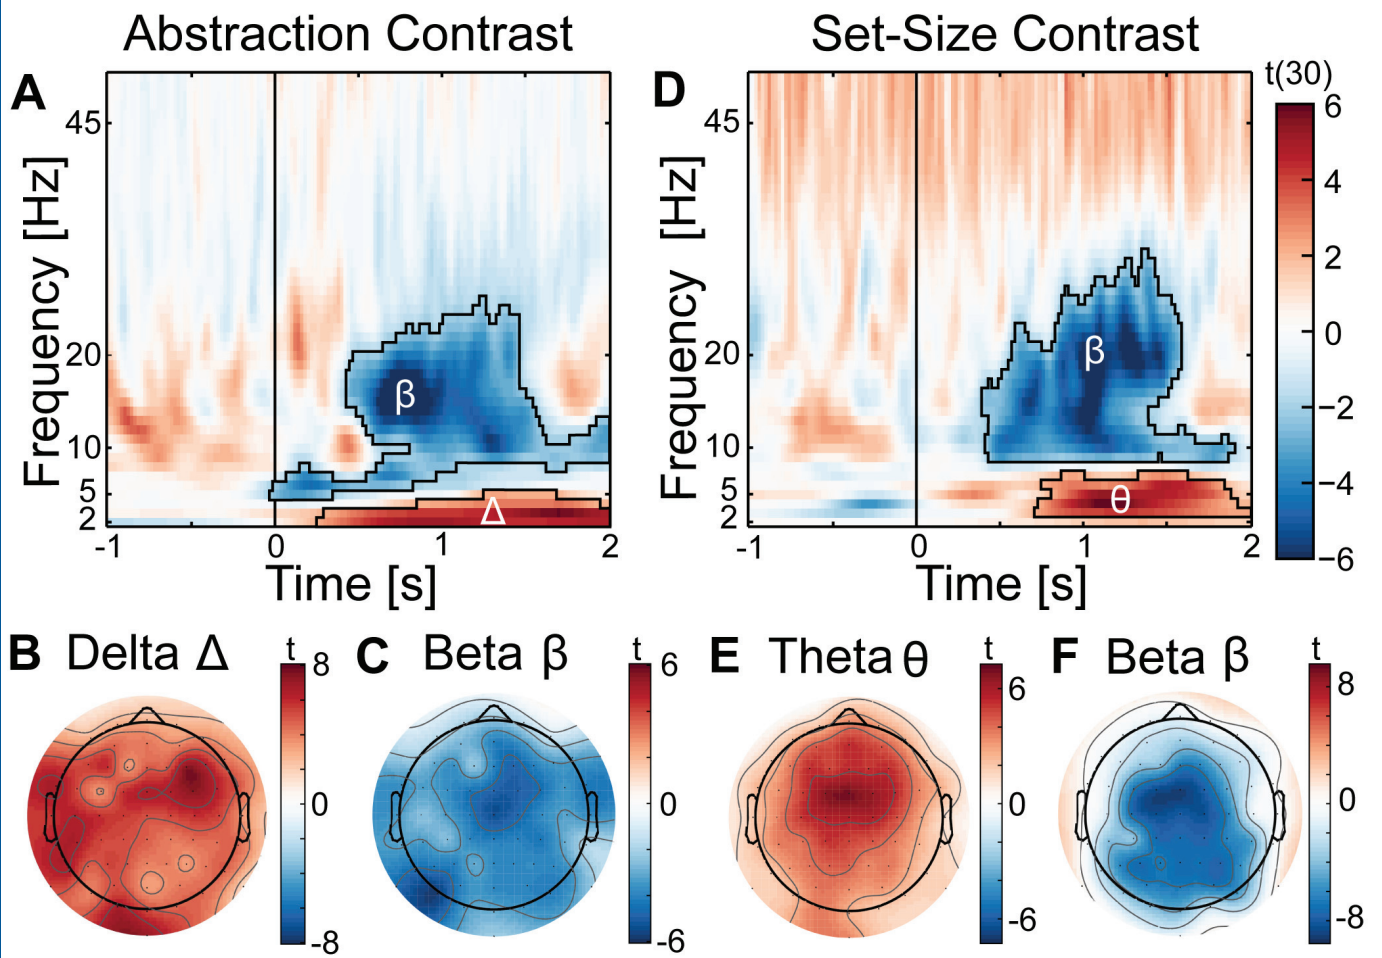 Abstraction Contrast
Set-Size Contrast
A
D
t(30)
Frequency [Hz]
45
20
10
5
2
β
Δ
-1
0
1
2
Time [s]
Frequency [Hz]
45
20
10
5
2
β
θ
-1
0
1
2
Time [s]
6
4
2
0
−2
−4
−6
B Delta Δ
t
8
0
-8
C Beta β
t
6
0
-6
E Theta θ
t
6
0
-6
F Beta β
t
8
0
-8